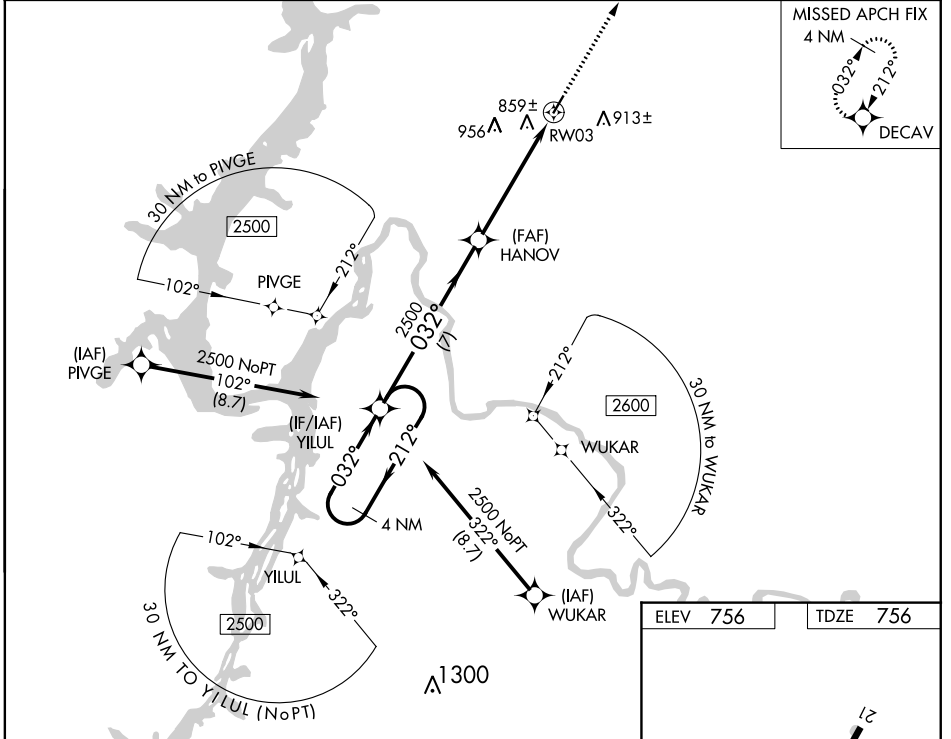 MISSED APCH FIX
4 NM
032°
212°
DECAV
859±
956
913±
RW03
30 NM to PIVGE
2500
212°
102°
PIVGE
(FAF)
HANOV
2500
032°
(7)
(IAF)
PIVGE
2500 NoPT
102°
(8.7)
(IF/IAF)
YILUL
032°
212°
4 NM
212°
2600
WUKAR
322°
30 NM to WUKAR
2500 NoPT
322°
(8.7)
(IAF)
WUKAR
102°
YILUL
322°
2500
30 NM TO YILUL (NoPT)
1300
ELEV 756
TDZE 756
21